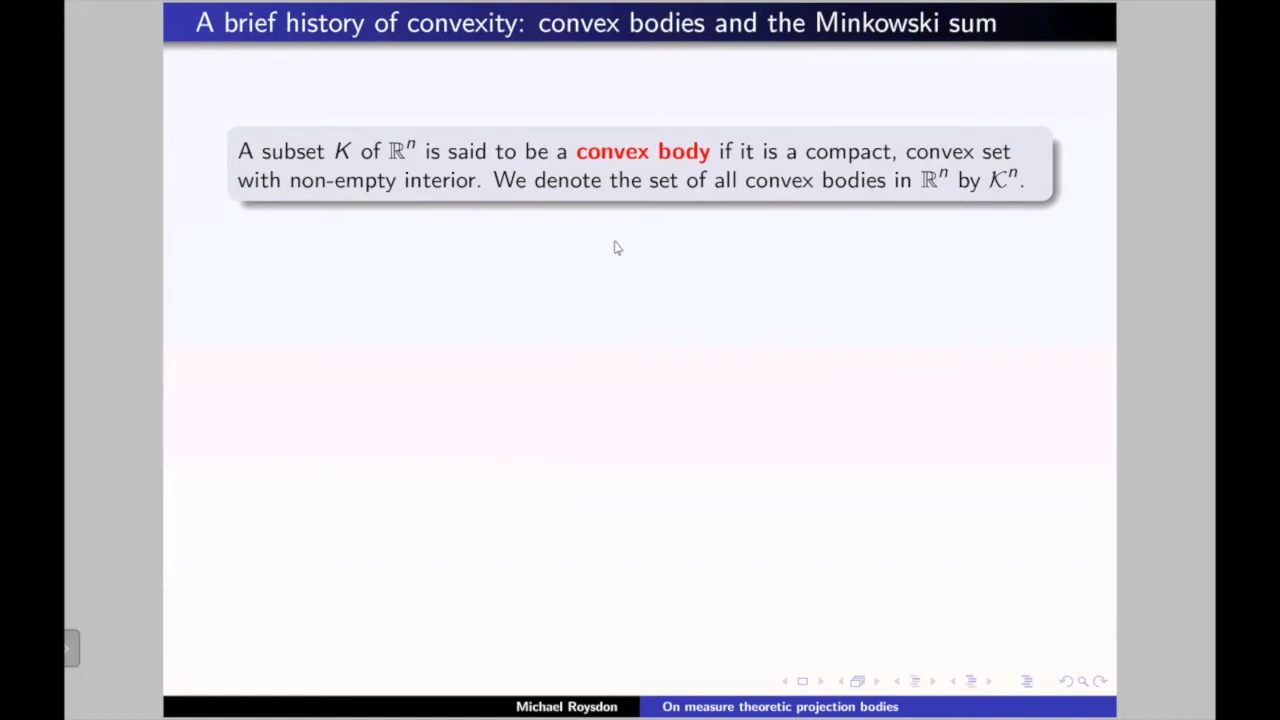 A brief history of convexity: convex bodies and the Minkowski sum
A subset K of ℝⁿ is said to be a convex body if it is a compact, convex set
with non-empty interior. We denote the set of all convex bodies in ℝⁿ by 𝒦ⁿ.
Michael Roysdon
On measure theoretic projection bodies